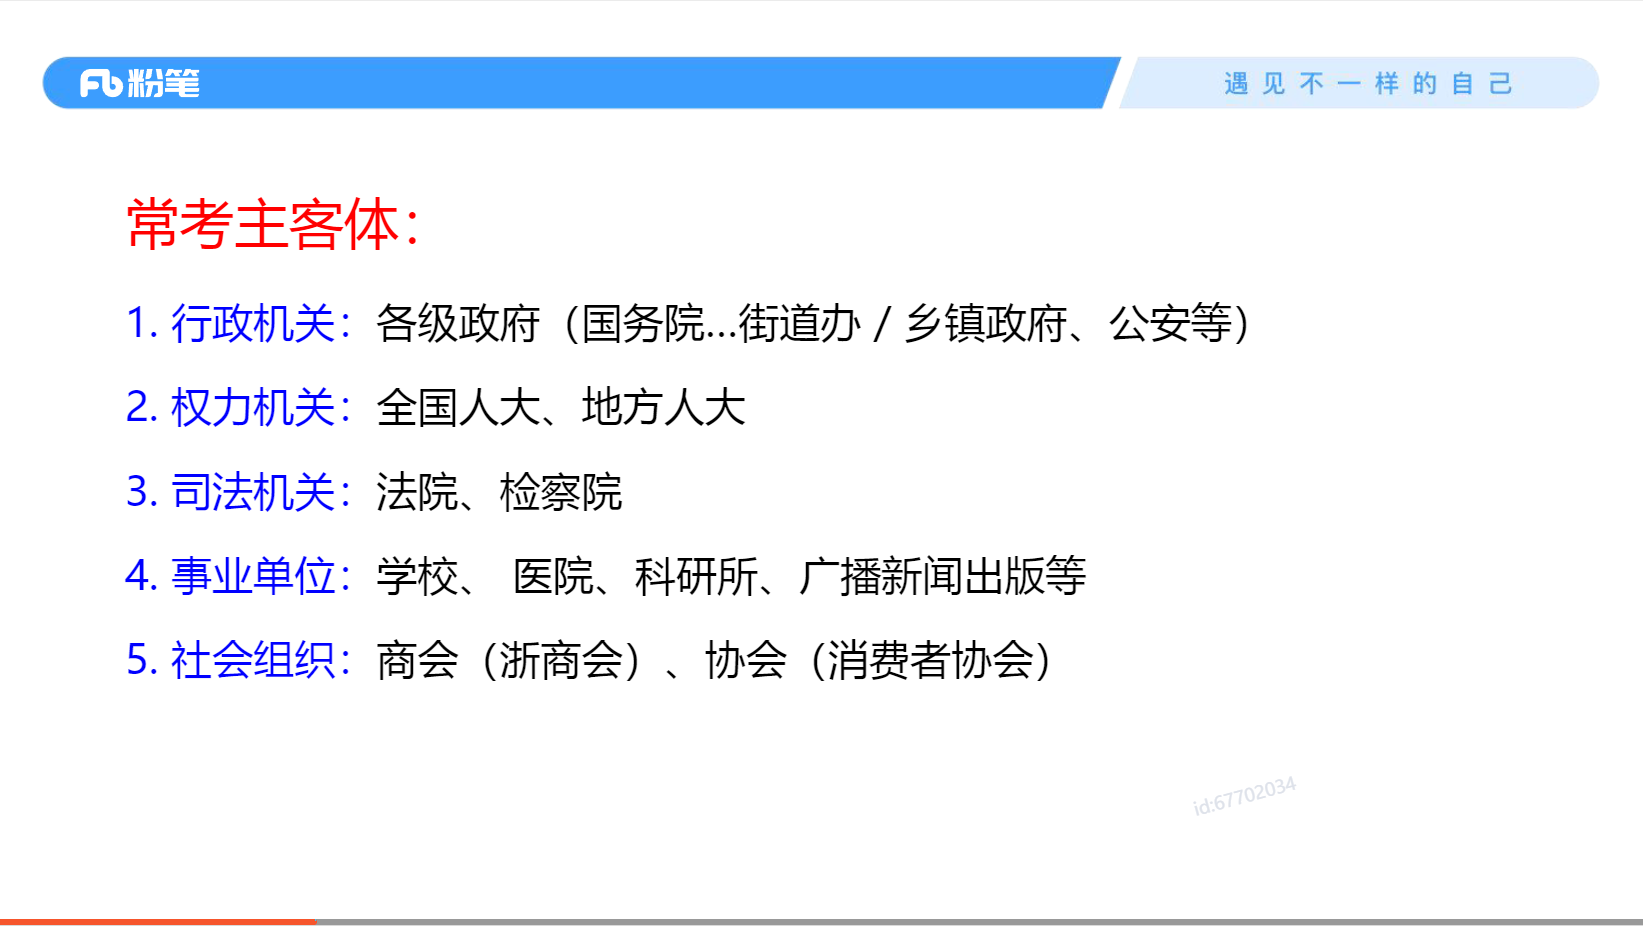 粉笔
遇见不一样的自己
常考主客体：
1. 行政机关：各级政府（国务院...街道办 / 乡镇政府、公安等）
2. 权力机关：全国人大、地方人大
3. 司法机关：法院、检察院
4. 事业单位：学校、 医院、科研所、广播新闻出版等
5. 社会组织：商会（浙商会）、协会（消费者协会）
id:67702034